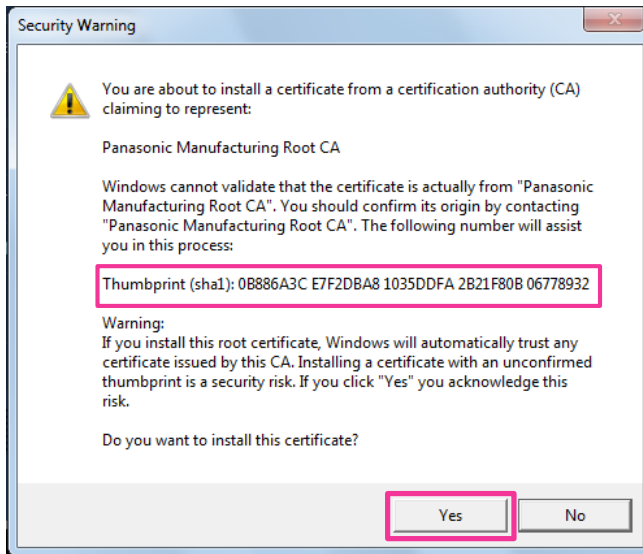 Security Warning
You are about to install a certificate from a certification authority (CA)
claiming to represent:
Panasonic Manufacturing Root CA
Windows cannot validate that the certificate is actually from "Panasonic
Manufacturing Root CA". You should confirm its origin by contacting
"Panasonic Manufacturing Root CA". The following number will assist
you in this process:
Thumbprint (sha1): 0B886A3C E7F2DBA8 1035DDFA 2B21F80B 06778932
Warning:
If you install this root certificate, Windows will automatically trust any
certificate issued by this CA. Installing a certificate with an unconfirmed
thumbprint is a security risk. If you click "Yes" you acknowledge this
risk.
Do you want to install this certificate?
Yes
No